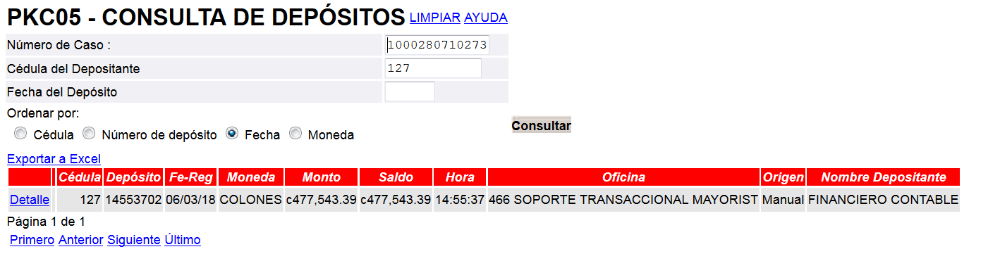 PKC05 - CONSULTA DE DEPÓSITOS LIMPIAR AYUDA
Número de Caso : 1000280710273
Cédula del Depositante 127
Fecha del Depósito
Ordenar por:
Cédula Número de depósito Fecha Moneda
Consultar
Exportar a Excel
Cédula Depósito Fe-Reg Moneda Monto Saldo Hora Oficina Origen Nombre Depositante
Detalle 127 14553702 06/03/18 COLONES c477,543.39 c477,543.39 14:55:37 466 SOPORTE TRANSACCIONAL MAYORIST Manual FINANCIERO CONTABLE
Página 1 de 1
Primero Anterior Siguiente Último